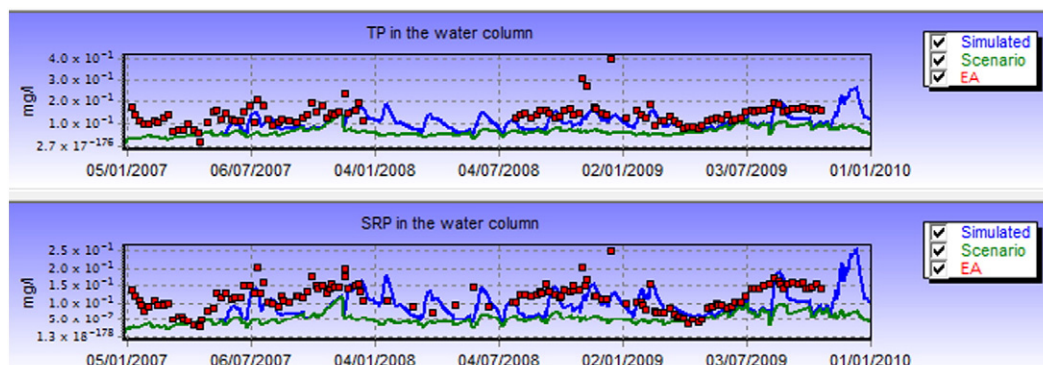 TP in the water column
Simulated
Scenario
EA
mg/l
4.0 x 10⁻¹
3.0 x 10⁻¹
2.0 x 10⁻¹
1.0 x 10⁻¹
2.7 x 17⁻¹⁷⁶
05/01/2007 06/07/2007 04/01/2008 04/07/2008 02/01/2009 03/07/2009 01/01/2010
SRP in the water column
Simulated
Scenario
EA
mg/l
2.5 x 10⁻¹
2.0 x 10⁻¹
1.5 x 10⁻¹
1.0 x 10⁻¹
5.0 x 10⁻²
1.3 x 18⁻¹⁷⁸
05/01/2007 06/07/2007 04/01/2008 04/07/2008 02/01/2009 03/07/2009 01/01/2010